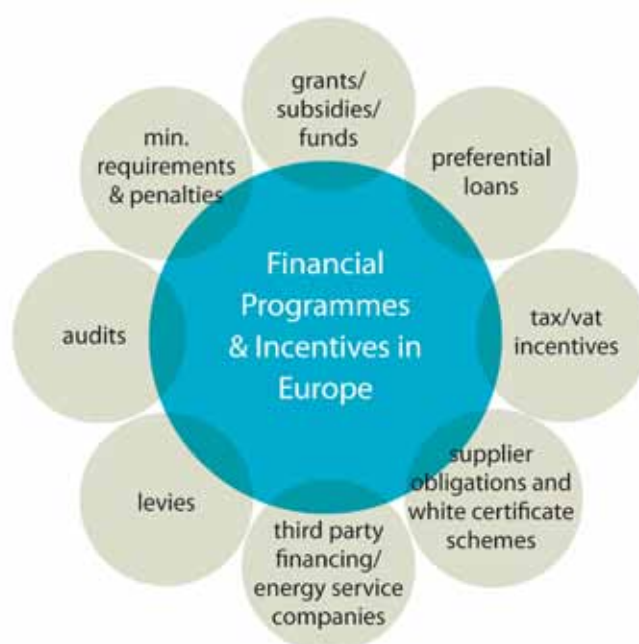 grants/
subsidies/
funds
preferential
loans
tax/vat
incentives
supplier
obligations and
white certificate
schemes
third party
financing/
energy service
companies
levies
audits
min.
requirements
& penalties
Financial
Programmes
& Incentives in
Europe